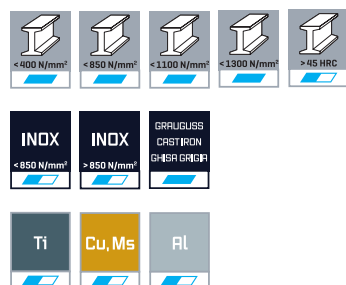 <400 N/mm² <850 N/mm² <1100 N/mm² <1300 N/mm² >45 HRC
INOX INOX GRAUGUSS
CAST IRON
GHISA GRIGIA
<850 N/mm² >850 N/mm²
Ti Cu,Ms Al